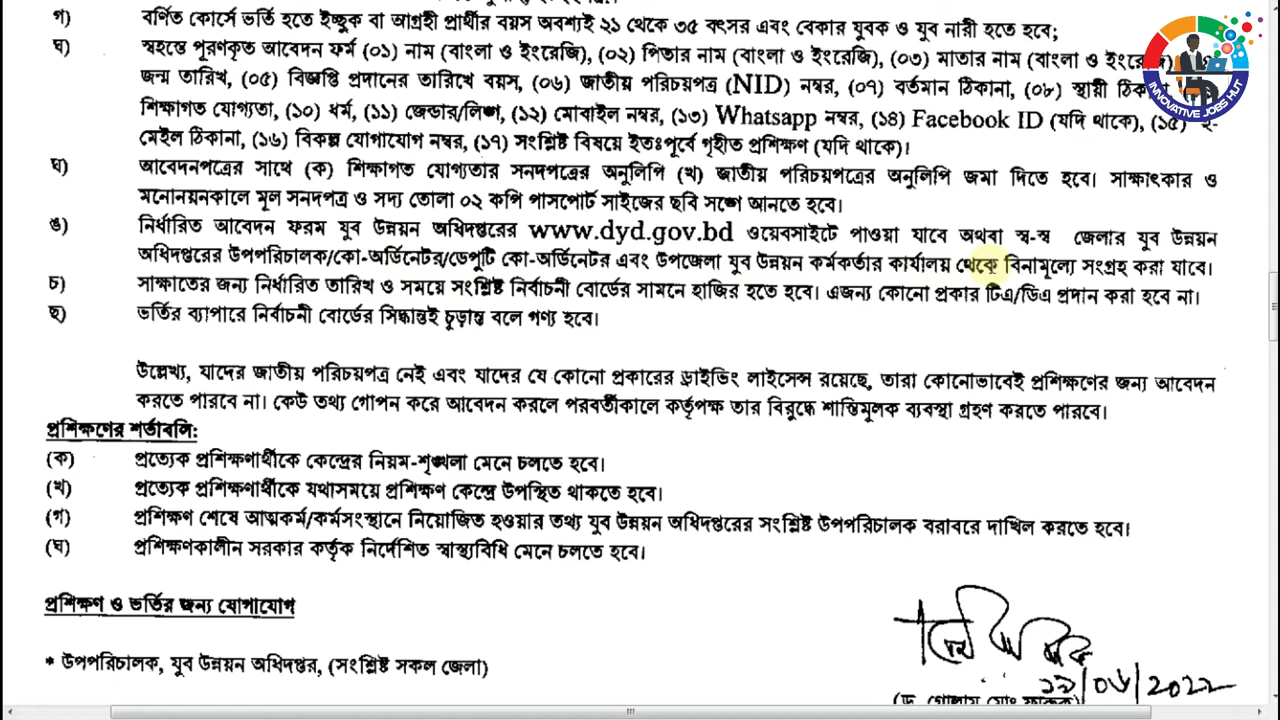 গ) বর্ণিত কোর্সে ভর্তি হতে ইচ্ছুক বা আগ্রহী প্রার্থীর বয়স অবশ্যই ২১ থেকে ৩৫ বৎসর এবং বেকার যুবক ও যুব নারী হতে হবে;
ঘ) স্বহস্তে পূরণকৃত আবেদন ফর্ম (০১) নাম (বাংলা ও ইংরেজি), (০২) পিতার নাম (বাংলা ও ইংরেজি), (০৩) মাতার নাম (বাংলা ও ইংরেজি)
জন্ম তারিখ, (০৫) বিজ্ঞপ্তি প্রদানের তারিখে বয়স, (০৬) জাতীয় পরিচয়পত্র (NID) নম্বর, (০৭) বর্তমান ঠিকানা, (০৮) স্থায়ী
শিক্ষাগত যোগ্যতা, (১০) ধর্ম, (১১) জেন্ডার/লিঙ্গ, (১২) মোবাইল নম্বর, (১৩) Whatsapp নম্বর, (১৪) Facebook ID (যদি থাকে), (১৫) ই-
মেইল ঠিকানা, (১৬) বিকল্প যোগাযোগ নম্বর, (১৭) সংশ্লিষ্ট বিষয়ে ইতঃপূর্বে গৃহীত প্রশিক্ষণ (যদি থাকে)।
ঘ) আবেদনপত্রের সাথে (ক) শিক্ষাগত যোগ্যতার সনদপত্রের অনুলিপি (খ) জাতীয় পরিচয়পত্রের অনুলিপি জমা দিতে হবে। সাক্ষাৎকার ও
মনোনয়নকালে মূল সনদপত্র ও সদ্য তোলা ০২ কপি পাসপোর্ট সাইজের ছবি সঙ্গে আনতে হবে।
ঙ) নির্ধারিত আবেদন ফরম যুব উন্নয়ন অধিদপ্তরের www.dyd.gov.bd ওয়েবসাইটে পাওয়া যাবে অথবা স্ব-স্ব জেলার যুব উন্নয়ন
অধিদপ্তরের উপপরিচালক/কো-অর্ডিনেটর/ডেপুটি কো-অর্ডিনেটর এবং উপজেলা যুব উন্নয়ন কর্মকর্তার কার্যালয় থেকে বিনামূল্যে সংগ্রহ করা যাবে।
চ) সাক্ষাতের জন্য নির্ধারিত তারিখ ও সময়ে সংশ্লিষ্ট নির্বাচনী বোর্ডের সামনে হাজির হতে হবে। এজন্য কোনো প্রকার টিএ/ডিএ প্রদান করা হবে না।
ছ) ভর্তির ব্যাপারে নির্বাচনী বোর্ডের সিদ্ধান্তই চূড়ান্ত বলে গণ্য হবে।
উল্লেখ্য, যাদের জাতীয় পরিচয়পত্র নেই এবং যাদের যে কোনো প্রকারের ড্রাইভিং লাইসেন্স রয়েছে, তারা কোনোভাবেই প্রশিক্ষণের জন্য আবেদন
করতে পারবে না। কেউ তথ্য গোপন করে আবেদন করলে পরবর্তীকালে কর্তৃপক্ষ তার বিরুদ্ধে শাস্তিমূলক ব্যবস্থা গ্রহণ করতে পারবে।
প্রশিক্ষণের শর্তাবলি:
(ক) প্রত্যেক প্রশিক্ষণার্থীকে কেন্দ্রের নিয়ম-শৃঙ্খলা মেনে চলতে হবে।
(খ) প্রত্যেক প্রশিক্ষণার্থীকে যথাসময়ে প্রশিক্ষণ কেন্দ্রে উপস্থিত থাকতে হবে।
(গ) প্রশিক্ষণ শেষে আত্মকর্ম/কর্মসংস্থানে নিয়োজিত হওয়ার তথ্য যুব উন্নয়ন অধিদপ্তরের সংশ্লিষ্ট উপপরিচালক বরাবরে দাখিল করতে হবে।
(ঘ) প্রশিক্ষণকালীন সরকার কর্তৃক নির্দেশিত স্বাস্থ্যবিধি মেনে চলতে হবে।
প্রশিক্ষণ ও ভর্তির জন্য যোগাযোগ
* উপপরিচালক, যুব উন্নয়ন অধিদপ্তর, (সংশ্লিষ্ট সকল জেলা)
/০৬/2022
INNOVATIVE JOBS HUT